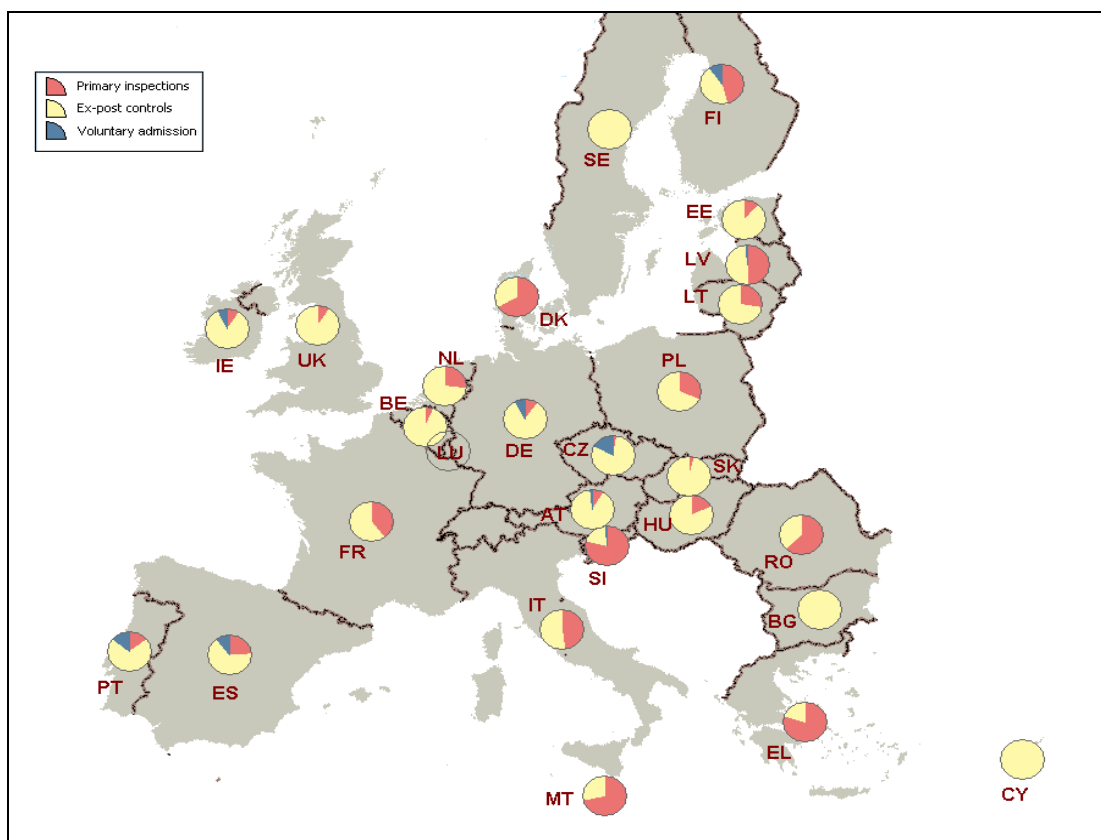 Primary inspections
Ex-post controls
Voluntary admission
FI
SE
EE
LV
LT
DK
IE
UK
NL
PL
BE
LU
DE
CZ
SK
AT
HU
FR
SI
RO
IT
BG
PT
ES
EL
MT
CY